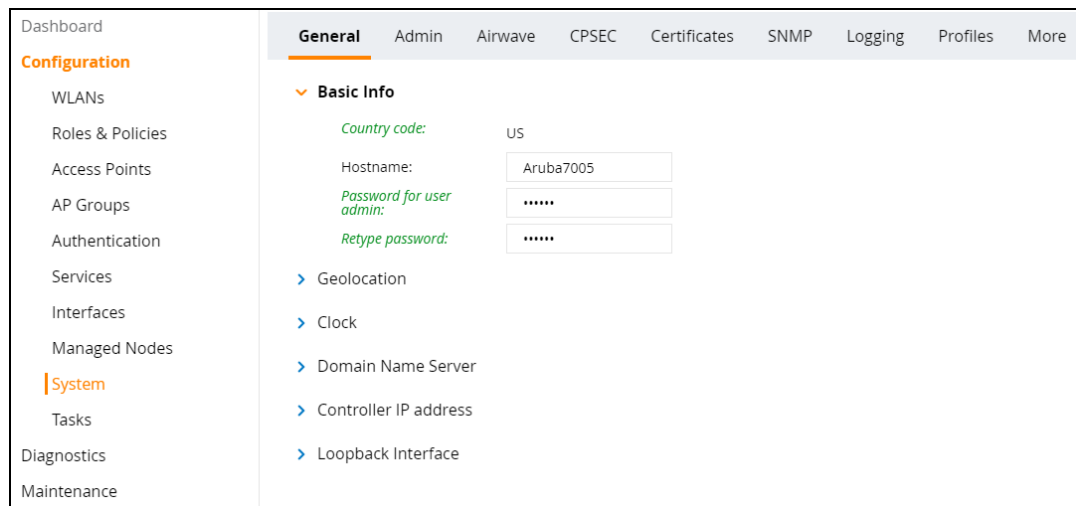 Dashboard
Configuration
WLANs
Roles & Policies
Access Points
AP Groups
Authentication
Services
Interfaces
Managed Nodes
System
Tasks
Diagnostics
Maintenance
General Admin Airwave CPSEC Certificates SNMP Logging Profiles More
Basic Info
Country code: US
Hostname: Aruba7005
Password for user
admin: ••••••
Retype password: ••••••
Geolocation
Clock
Domain Name Server
Controller IP address
Loopback Interface